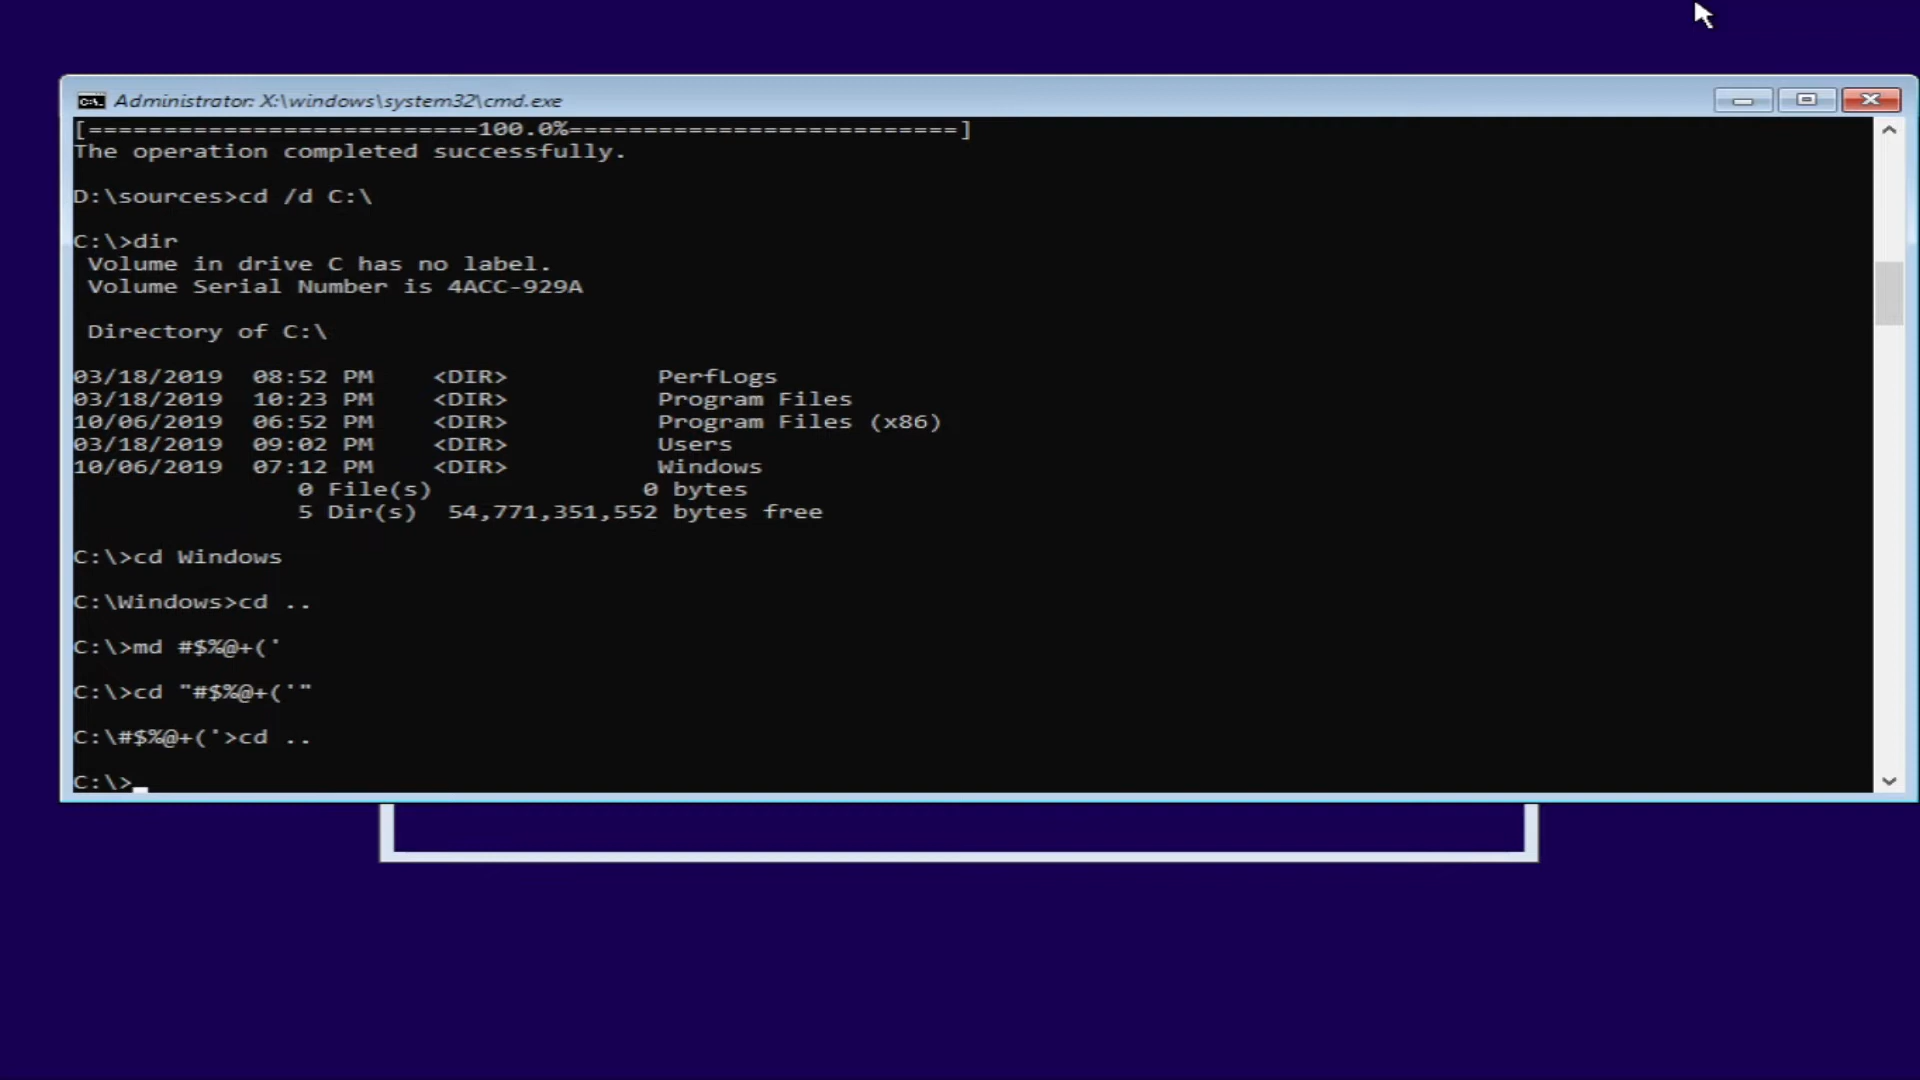 Administrator: X:\windows\system32\cmd.exe
[==========================100.0%==========================]
The operation completed successfully.
D:\sources>cd /d C:\
C:\>dir
Volume in drive C has no label.
Volume Serial Number is 4ACC-929A
Directory of C:\
03/18/2019  08:52 PM    <DIR>          PerfLogs
03/18/2019  10:23 PM    <DIR>          Program Files
10/06/2019  06:52 PM    <DIR>          Program Files (x86)
03/18/2019  09:02 PM    <DIR>          Users
10/06/2019  07:12 PM    <DIR>          Windows
0 File(s)              0 bytes
5 Dir(s)  54,771,351,552 bytes free
C:\>cd Windows
C:\Windows>cd ..
C:\>md #$%@+('
C:\>cd "#$%@+('"
C:\#$%@+('>cd ..
C:\>